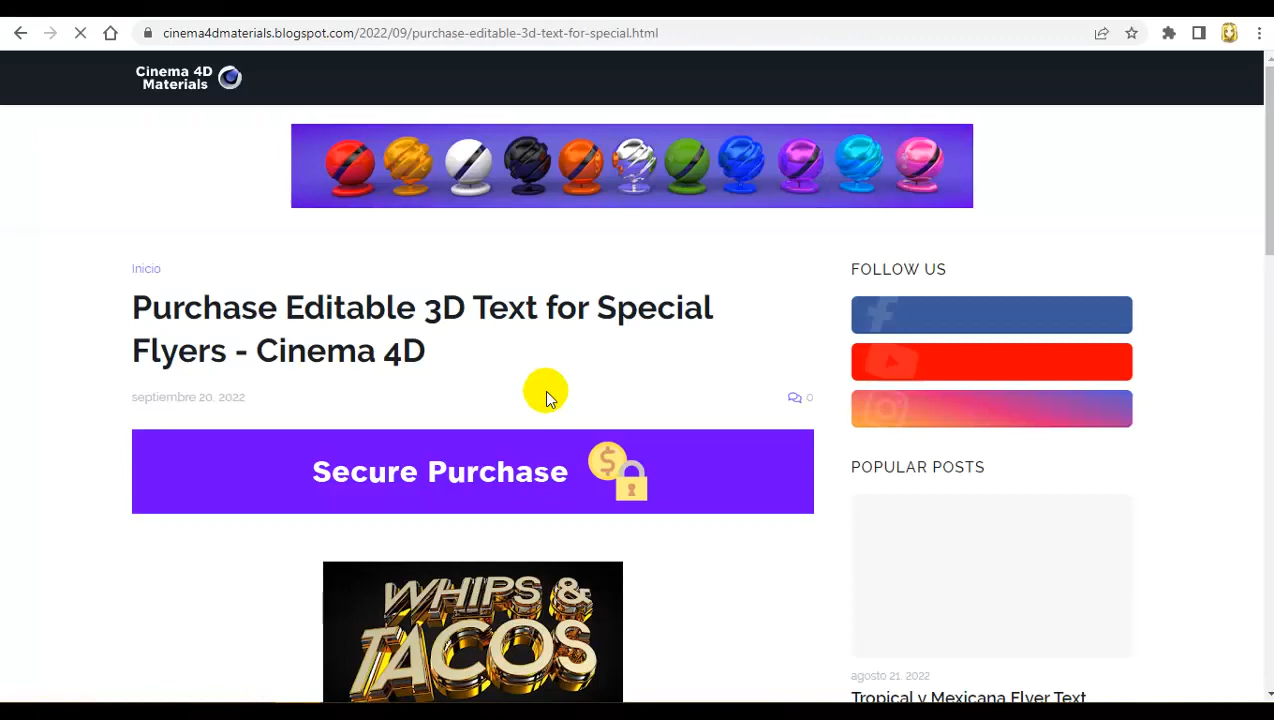 cinema4dmaterials.blogspot.com/2022/09/purchase-editable-3d-text-for-special.html
Cinema 4D
Materials
Inicio
Purchase Editable 3D Text for Special
Flyers - Cinema 4D
septiembre 20, 2022
0
Secure Purchase
WHIPS &
TACOS
FOLLOW US
POPULAR POSTS
agosto 21, 2022
Tropical y Mexicana Flyer Text